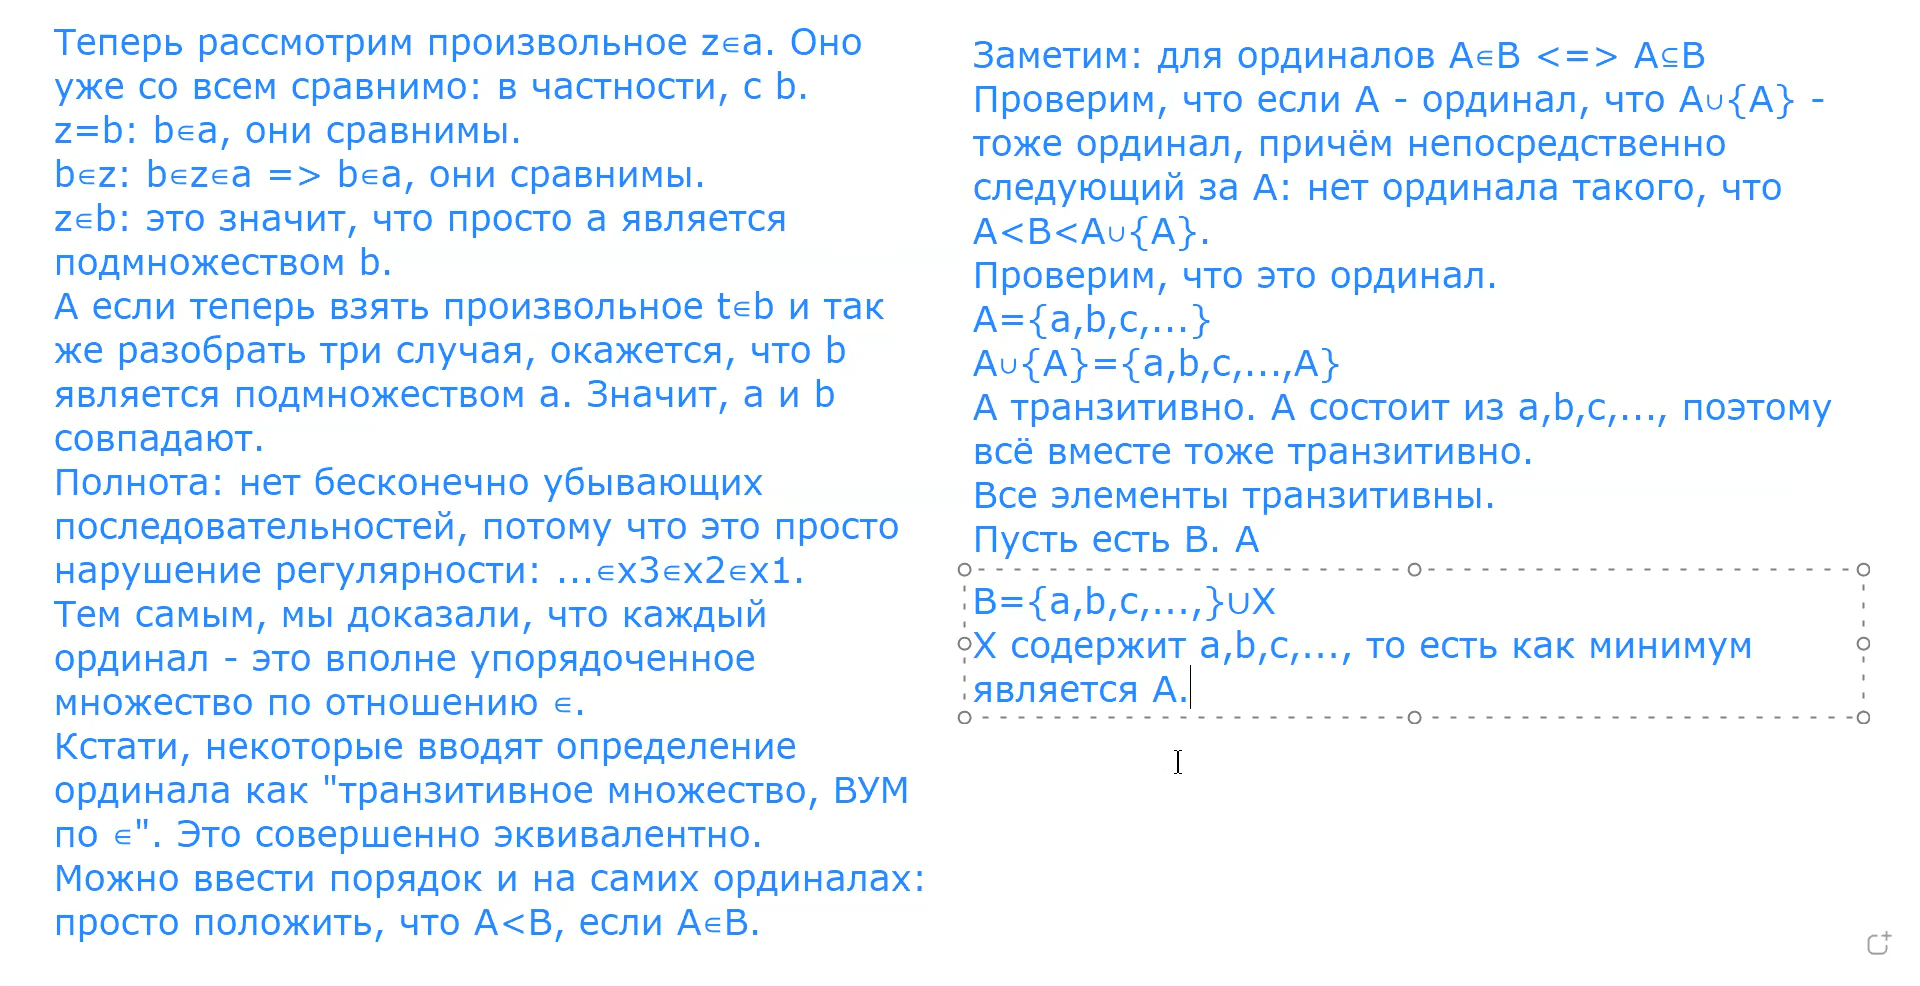 Теперь рассмотрим произвольное z∈a. Оно
уже со всем сравнимо: в частности, с b.
z=b: b∈a, они сравнимы.
b∈z: b∈z∈a => b∈a, они сравнимы.
z∈b: это значит, что просто a является
подмножеством b.
А если теперь взять произвольное t∈b и так
же разобрать три случая, окажется, что b
является подмножеством a. Значит, a и b
совпадают.
Полнота: нет бесконечно убывающих
последовательностей, потому что это просто
нарушение регулярности: ...∈x3∈x2∈x1.
Тем самым, мы доказали, что каждый
ординал - это вполне упорядоченное
множество по отношению ∈.
Кстати, некоторые вводят определение
ординала как "транзитивное множество, ВУМ
по ∈". Это совершенно эквивалентно.
Можно ввести порядок и на самих ординалах:
просто положить, что A<B, если A∈B.
Заметим: для ординалов A∈B <=> A⊆B
Проверим, что если A - ординал, что A∪{A} -
тоже ординал, причём непосредственно
следующий за A: нет ординала такого, что
A<B<A∪{A}.
Проверим, что это ординал.
A={a,b,c,...}
A∪{A}={a,b,c,...,A}
A транзитивно. A состоит из a,b,c,..., поэтому
всё вместе тоже транзитивно.
Все элементы транзитивны.
Пусть есть B. A
B={a,b,c,...,}∪X
X содержит a,b,c,..., то есть как минимум
является A.